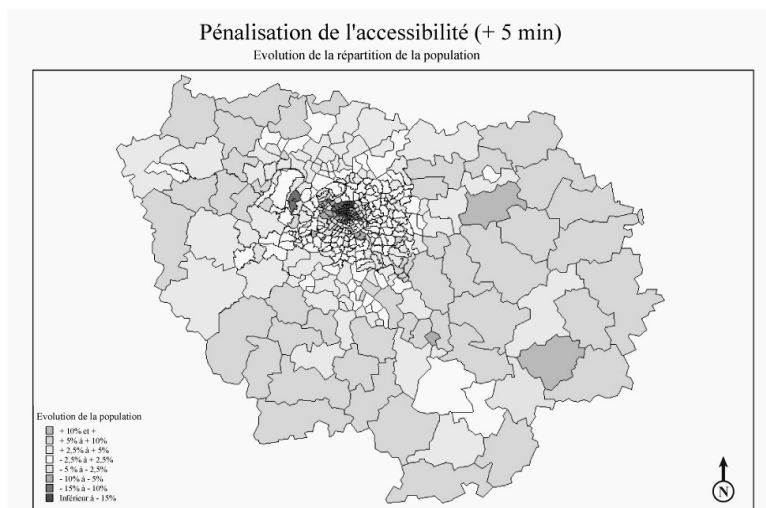 Pénalisation de l'accessibilité (+ 5 min)
Evolution de la répartition de la population
Evolution de la population
+ 10% et +
+ 5% à + 10%
+ 2,5% à + 5%
- 2,5% à + 2,5%
- 5 % à - 2,5%
- 10% à - 5%
- 15% à - 10%
Inférieur à - 15%
N